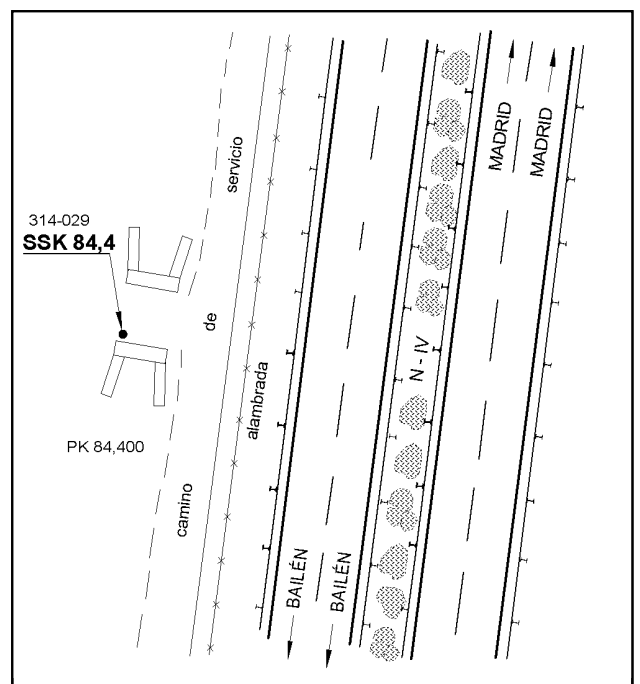 MADRID
MADRID
servicio
314-029
SSK 84,4
de
N - IV
alambrada
PK 84,400
camino
BAILÉN
BAILÉN